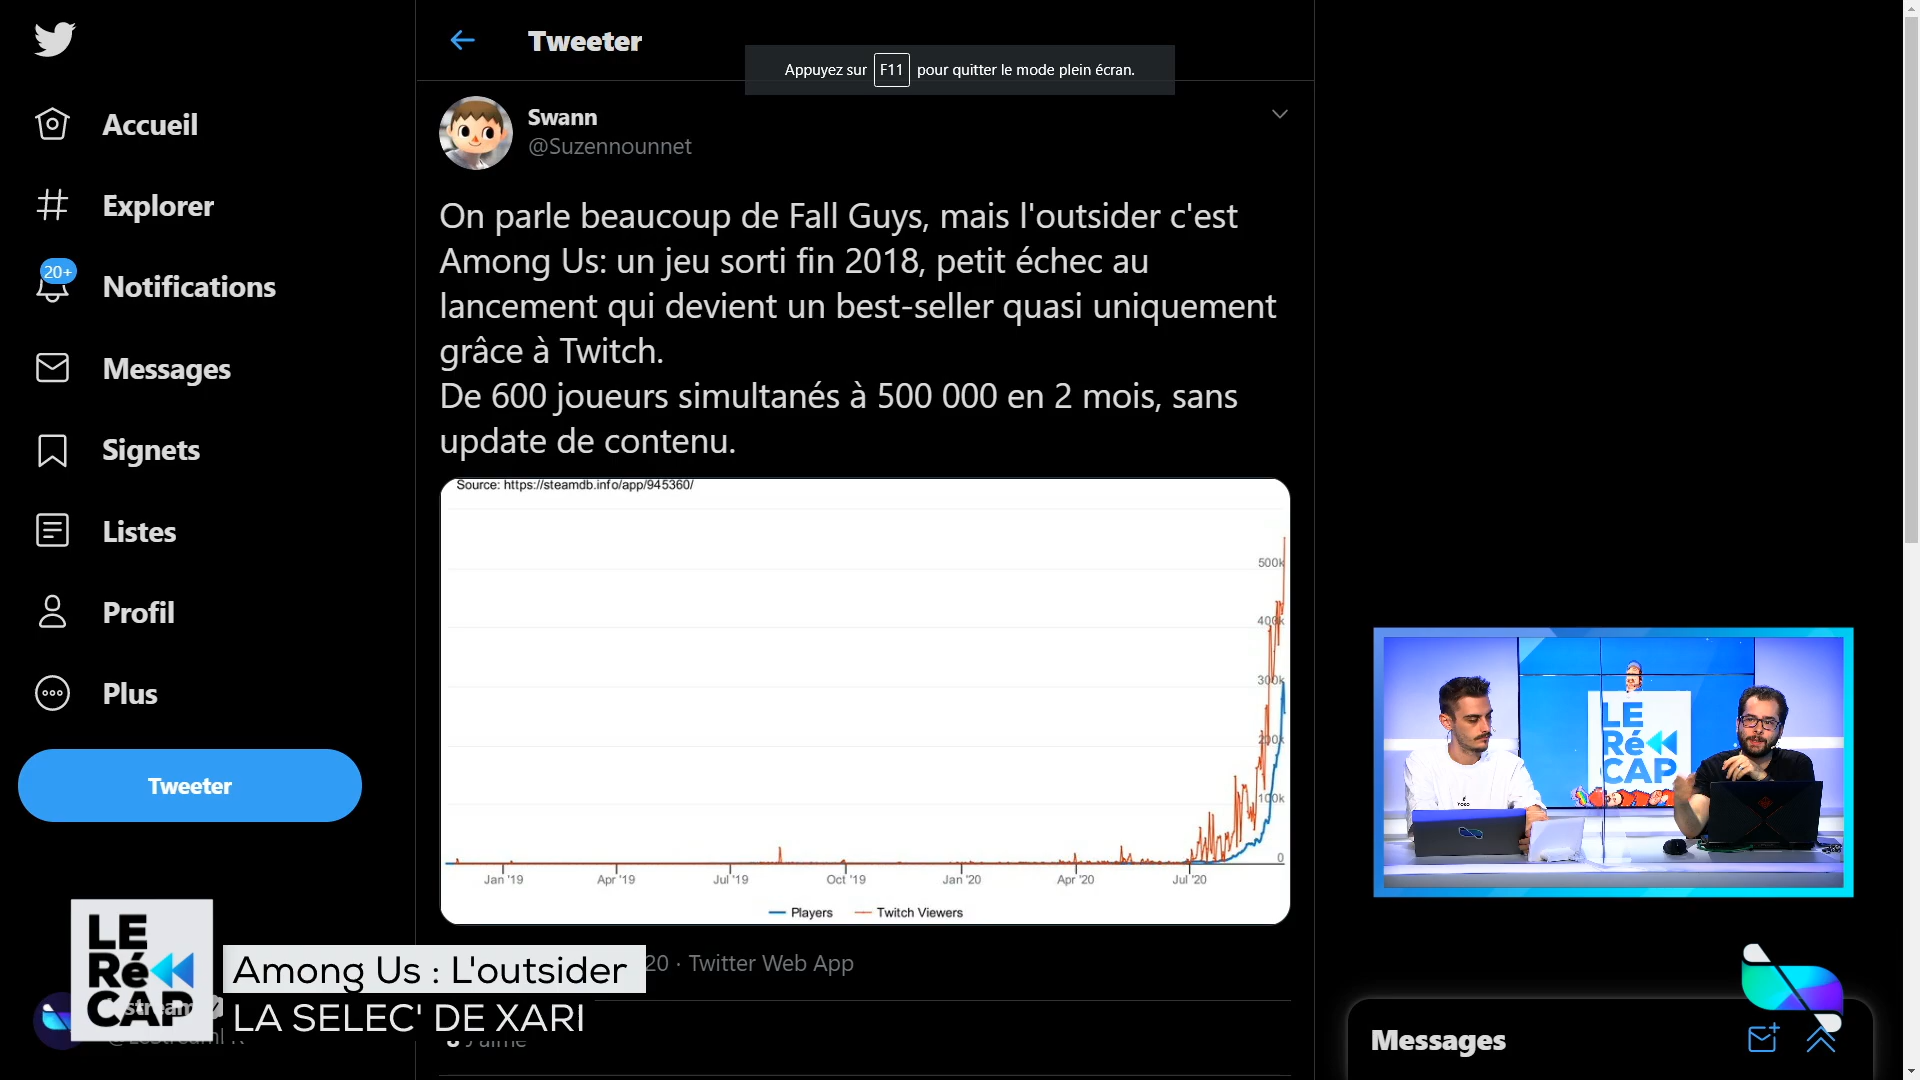 Tweeter
Appuyez sur F11 pour quitter le mode plein écran.
Accueil
Explorer
20+
Notifications
Messages
Signets
Listes
Profil
Plus
Tweeter
Swann
@Suzennounnet
On parle beaucoup de Fall Guys, mais l'outsider c'est
Among Us: un jeu sorti fin 2018, petit échec au
lancement qui devient un best-seller quasi uniquement
grâce à Twitch.
De 600 joueurs simultanés à 500 000 en 2 mois, sans
update de contenu.
Source: https://steamdb.info/app/945360/
500k
400k
300k
200k
100k
0
Jan '19
Apr '19
Jul '19
Oct '19
Jan '20
Apr '20
Jul '20
Players
Twitch Viewers
20 · Twitter Web App
J'aime
LE
Ré
CAP
LE
Ré
CAP
Among Us : L'outsider
LA SELEC' DE XARI
Messages